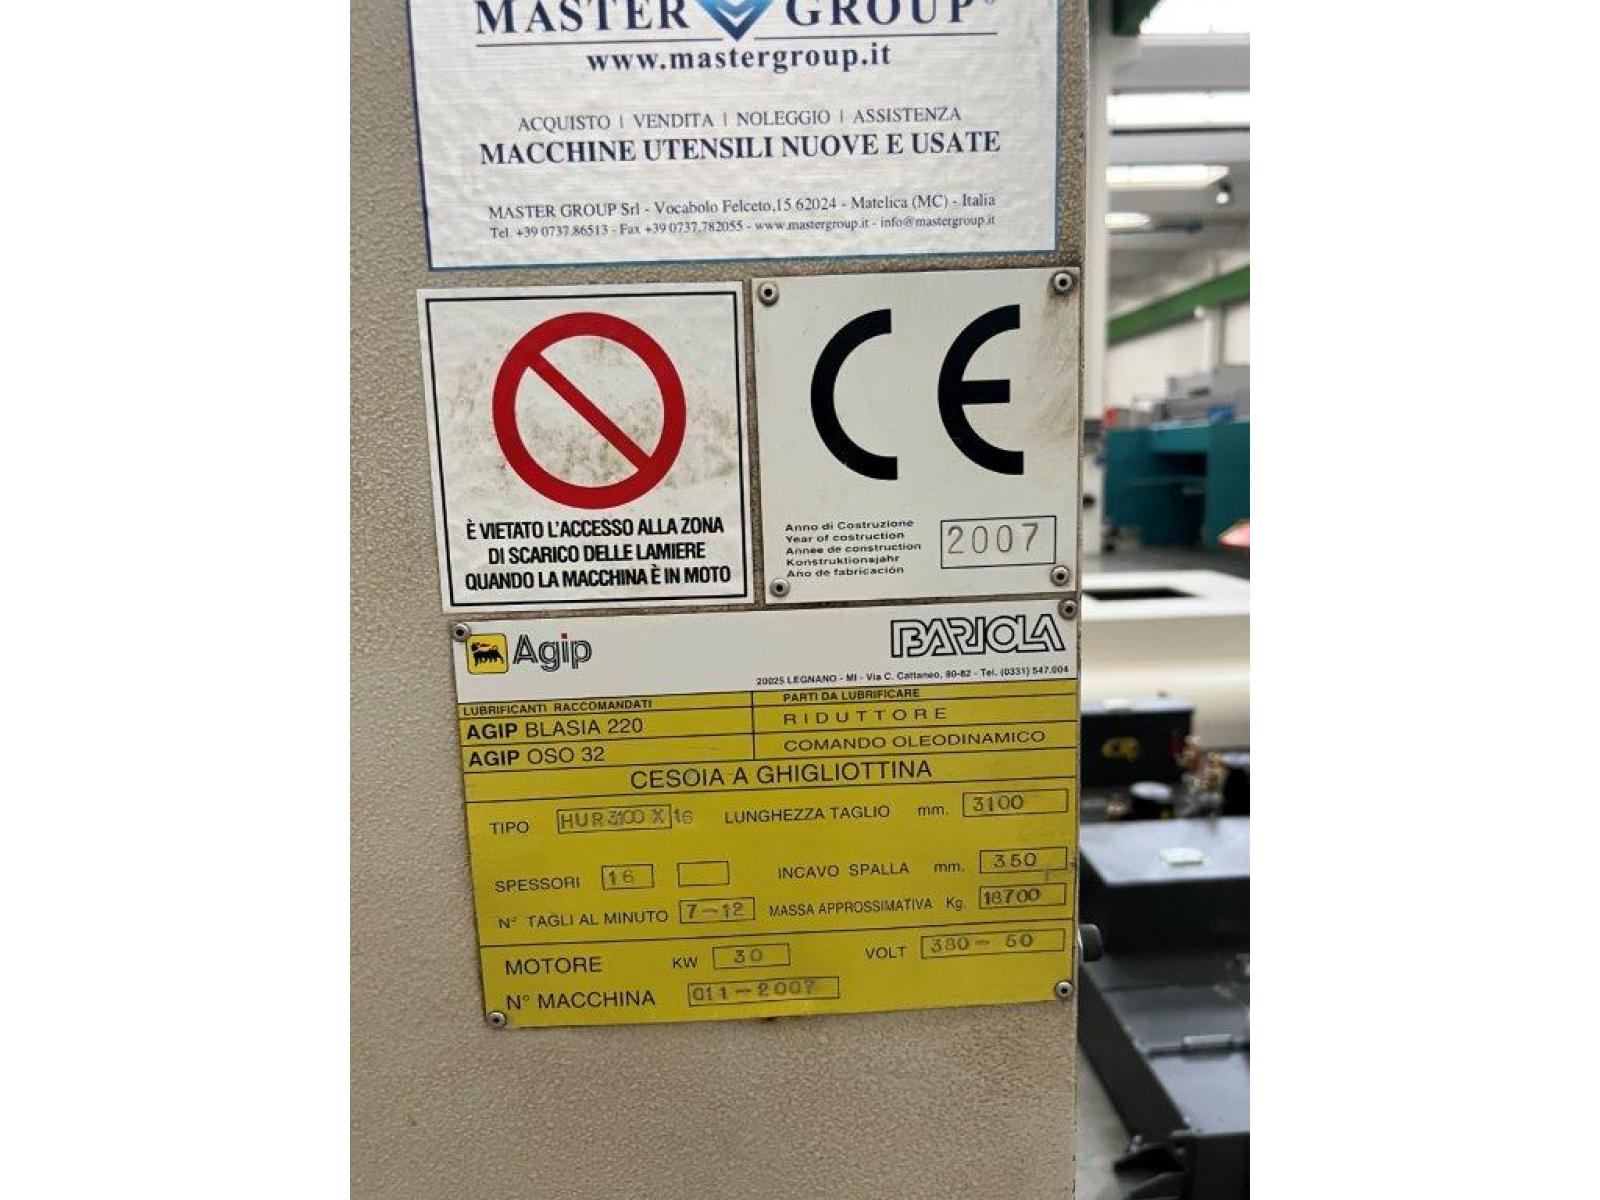 MASTER GROUP®
www.mastergroup.it
ACQUISTO | VENDITA | NOLEGGIO | ASSISTENZA
MACCHINE UTENSILI NUOVE E USATE
MASTER GROUP Srl - Vocabolo Felceto,15 62024 - Matelica (MC) - Italia
Tel. +39 0737.86513 - Fax +39 0737.782055 - www.mastergroup.it - info@mastergroup.it
È VIETATO L'ACCESSO ALLA ZONA
DI SCARICO DELLE LAMIERE
QUANDO LA MACCHINA È IN MOTO
CE
Anno di Costruzione
Year of costruction
Année de construction
Konstruktionsjahr
Año de fabricación
2007
Agip
BARIOLA
20025 LEGNANO - MI - Via C. Cattaneo, 80-82 - Tel. (0331) 547.004
LUBRIFICANTI RACCOMANDATI PARTI DA LUBRIFICARE
AGIP BLASIA 220 RIDUTTORE
AGIP OSO 32 COMANDO OLEODINAMICO
CESOIA A GHIGLIOTTINA
TIPO HUR 3100 X 16 LUNGHEZZA TAGLIO mm. 3100
SPESSORI 16 INCAVO SPALLA mm. 350
N° TAGLI AL MINUTO 7-12 MASSA APPROSSIMATIVA Kg. 18700
MOTORE KW 30 VOLT 380-50
N° MACCHINA 011-2007